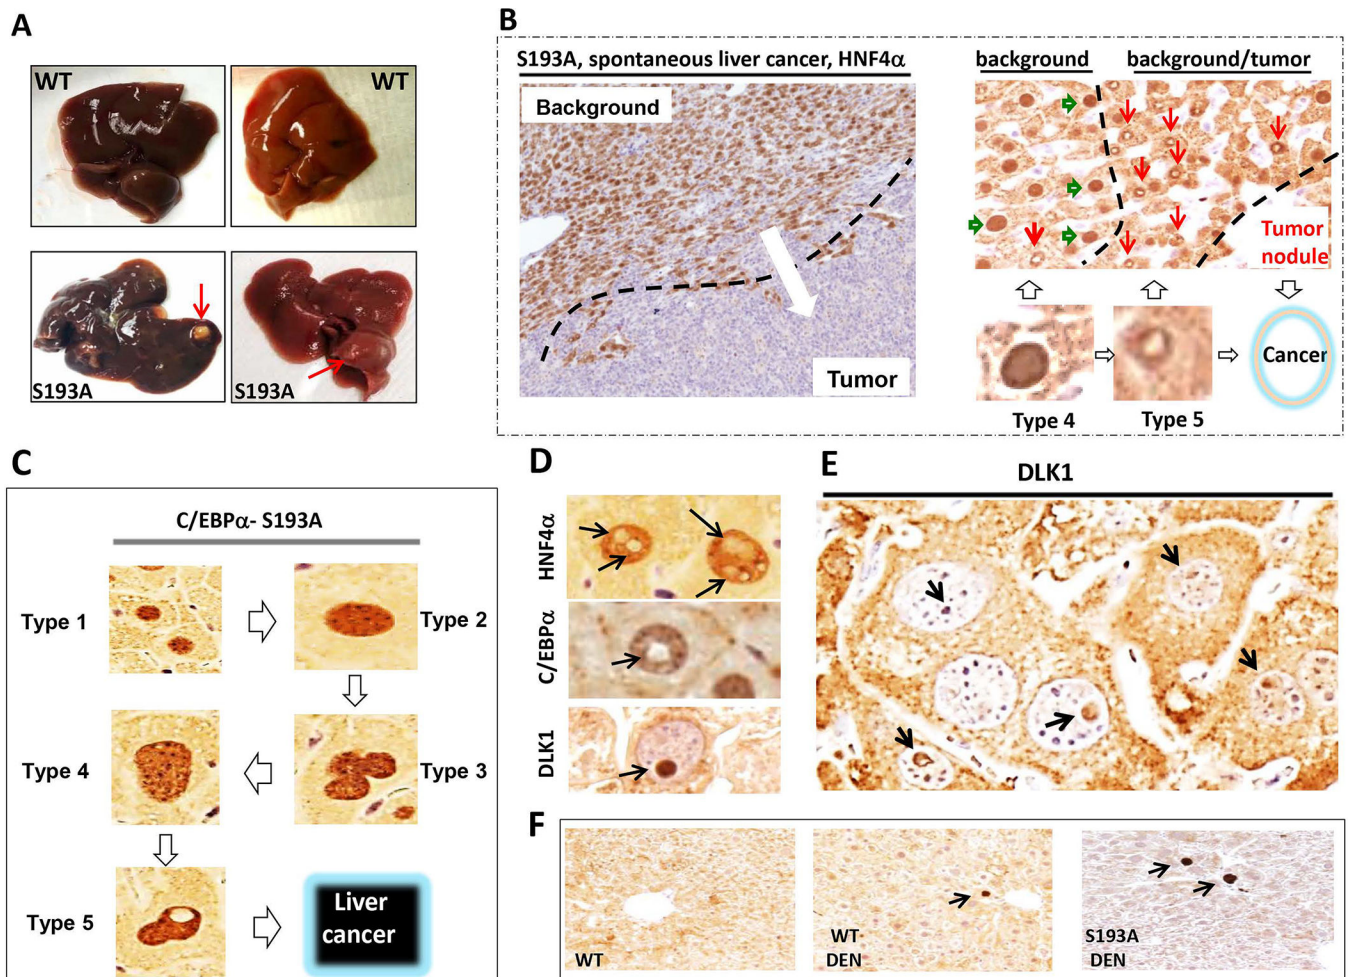 A
WT
WT
S193A
S193A
B
S193A, spontaneous liver cancer, HNF4α
Background
Tumor
background
background/tumor
Tumor
nodule
Cancer
Type 4
Type 5
C
C/EBPα- S193A
Type 1
Type 2
Type 4
Type 3
Type 5
Liver
cancer
D
HNF4α
C/EBPα
DLK1
E
DLK1
F
WT
WT
DEN
S193A
DEN